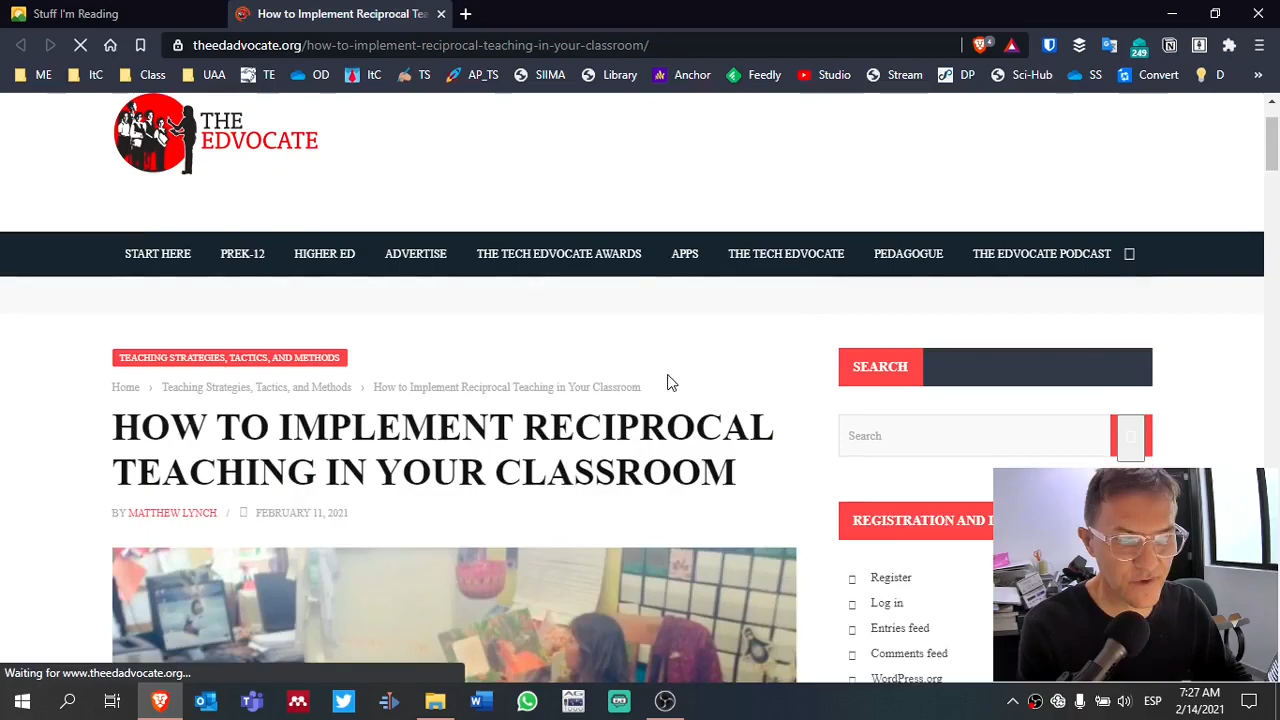 Stuff I'm Reading
How to Implement Reciprocal Tea
theedadvocate.org/how-to-implement-reciprocal-teaching-in-your-classroom/
4
249
ME ItC Class UAA TE OD ItC TS AP_TS SIIMA Library Anchor Feedly Studio Stream DP Sci-Hub SS Convert D »
THE
EDVOCATE
START HERE PREK-12 HIGHER ED ADVERTISE THE TECH EDVOCATE AWARDS APPS THE TECH EDVOCATE PEDAGOGUE THE EDVOCATE PODCAST
TEACHING STRATEGIES, TACTICS, AND METHODS
Home › Teaching Strategies, Tactics, and Methods › How to Implement Reciprocal Teaching in Your Classroom
HOW TO IMPLEMENT RECIPROCAL
TEACHING IN YOUR CLASSROOM
BY MATTHEW LYNCH / FEBRUARY 11, 2021
SEARCH
Search
REGISTRATION AND
Register
Log in
Entries feed
Comments feed
WordPress.org
Waiting for www.theedadvocate.org...
ESP
7:27 AM
2/14/2021